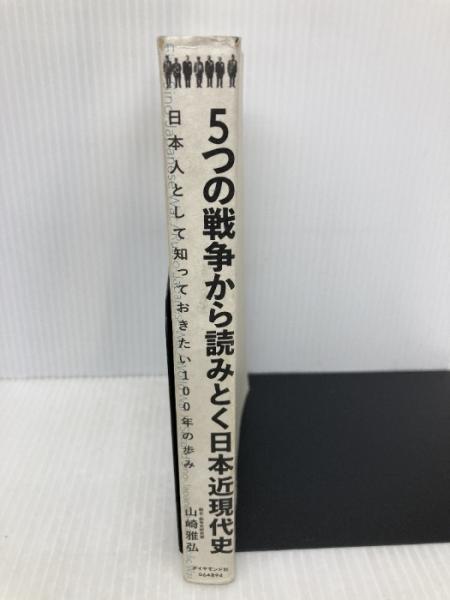 5つの戦争から読みとく日本近現代史
日本人として知っておきたい100年の歩み
山崎雅弘
ダイヤモンド社
064894